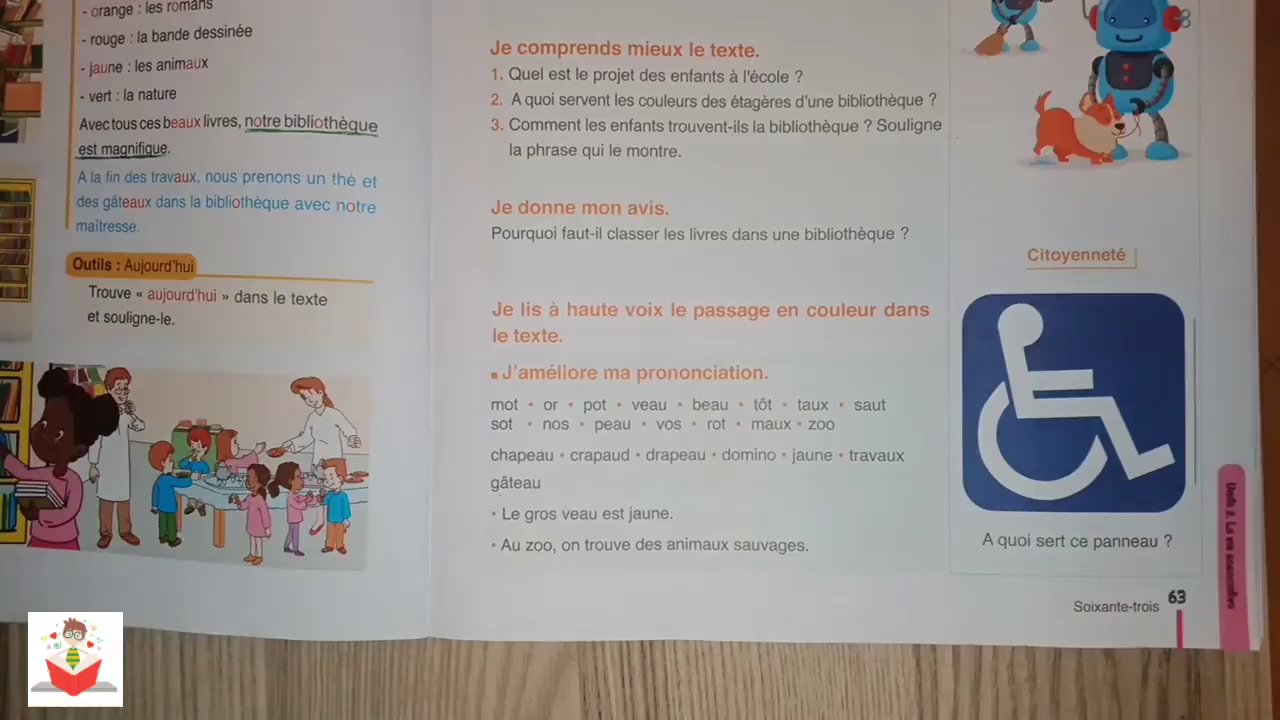 - orange : les romans
- rouge : la bande dessinée
- jaune : les animaux
- vert : la nature
Avec tous ces beaux livres, notre bibliothèque
est magnifique.
A la fin des travaux, nous prenons un thé et
des gâteaux dans la bibliothèque avec notre
maîtresse.
Outils : Aujourd'hui
Trouve « aujourd'hui » dans le texte
et souligne-le.
Je comprends mieux le texte.
1. Quel est le projet des enfants à l'école ?
2. A quoi servent les couleurs des étagères d'une bibliothèque ?
3. Comment les enfants trouvent-ils la bibliothèque ? Souligne
la phrase qui le montre.
Je donne mon avis.
Pourquoi faut-il classer les livres dans une bibliothèque ?
Je lis à haute voix le passage en couleur dans
le texte.
▪ J'améliore ma prononciation.
mot • or • pot • veau • beau • tôt • taux • saut
sot • nos • peau • vos • rot • maux • zoo
chapeau • crapaud • drapeau • domino • jaune • travaux
gâteau
• Le gros veau est jaune.
• Au zoo, on trouve des animaux sauvages.
Citoyenneté
A quoi sert ce panneau ?
Soixante-trois 63
Unité 2. La vie associative